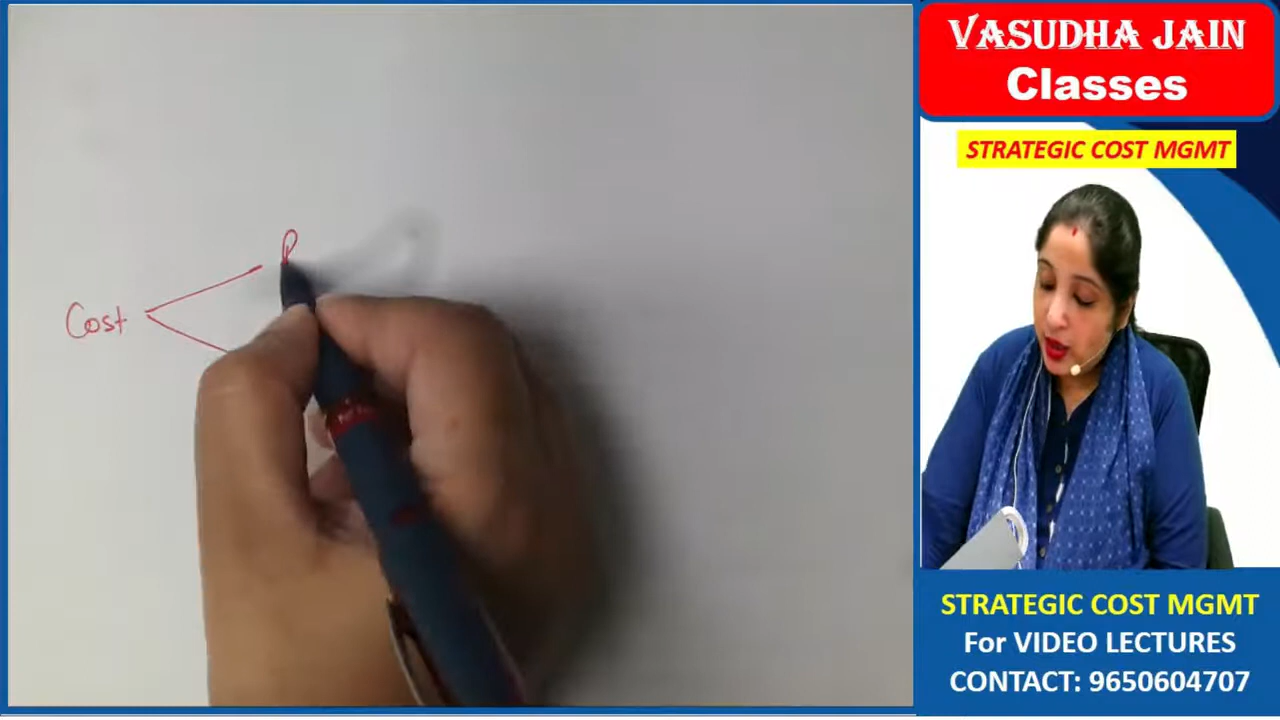 VASUDHA JAIN
Classes
STRATEGIC COST MGMT
Cost
P
STRATEGIC COST MGMT
For VIDEO LECTURES
CONTACT: 9650604707